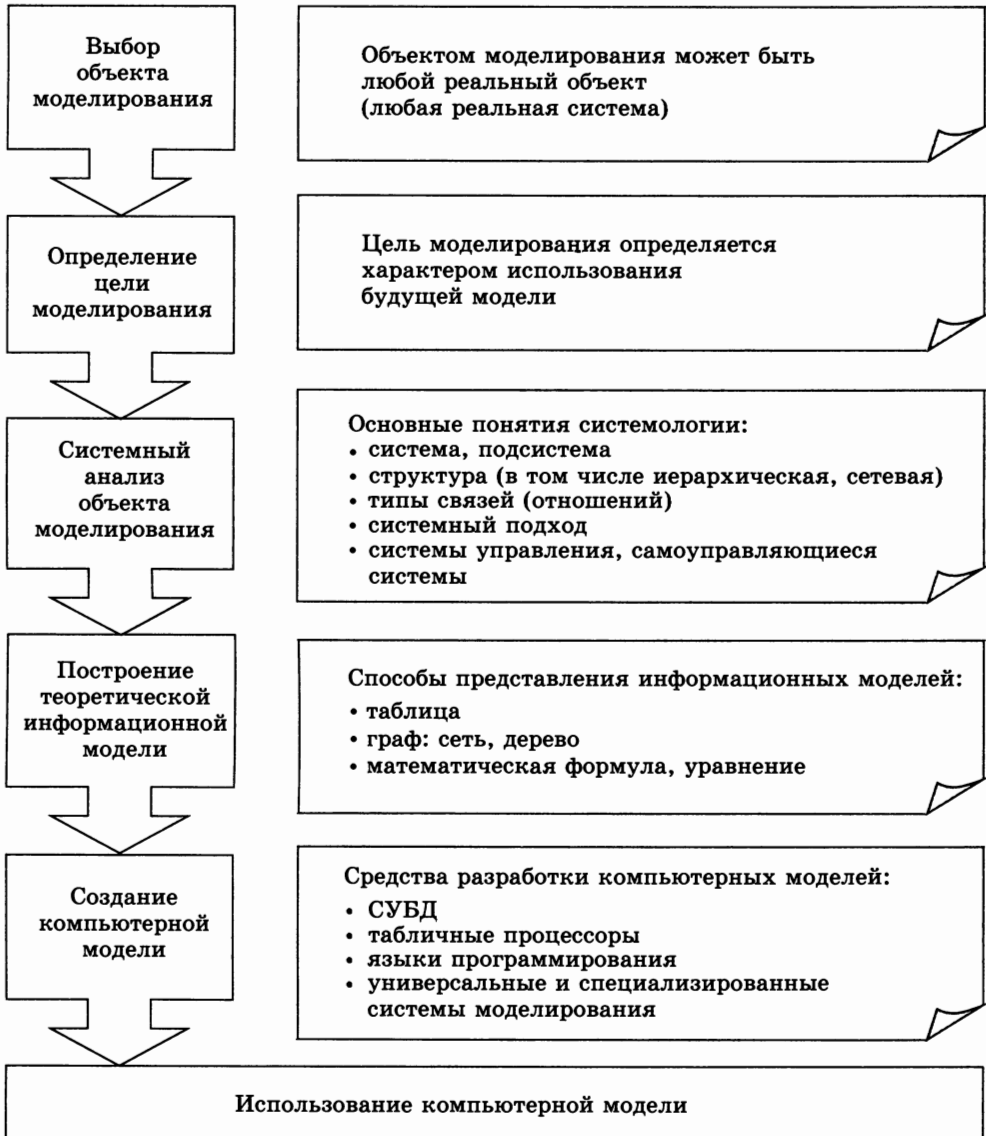 Выбор
объекта
моделирования
Объектом моделирования может быть
любой реальный объект
(любая реальная система)
Определение
цели
моделирования
Цель моделирования определяется
характером использования
будущей модели
Системный
анализ
объекта
моделирования
Основные понятия системологии:
• система, подсистема
• структура (в том числе иерархическая, сетевая)
• типы связей (отношений)
• системный подход
• системы управления, самоуправляющиеся
системы
Построение
теоретической
информационной
модели
Способы представления информационных моделей:
• таблица
• граф: сеть, дерево
• математическая формула, уравнение
Создание
компьютерной
модели
Средства разработки компьютерных моделей:
• СУБД
• табличные процессоры
• языки программирования
• универсальные и специализированные
системы моделирования
Использование компьютерной модели